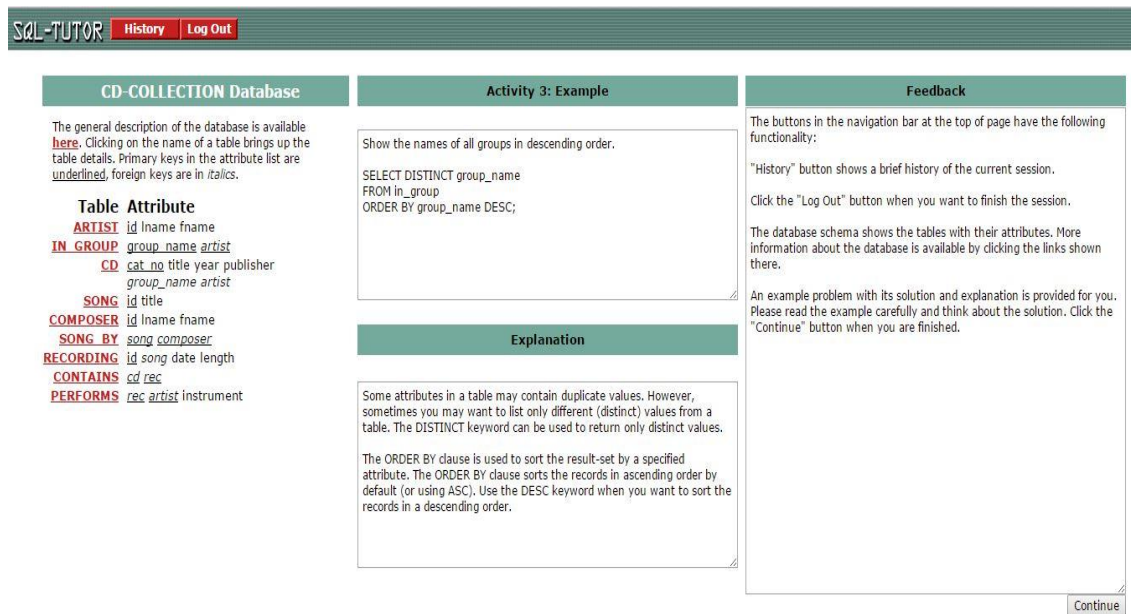 SQL-TUTOR History Log Out
CD-COLLECTION Database
The general description of the database is available
here. Clicking on the name of a table brings up the
table details. Primary keys in the attribute list are
underlined, foreign keys are in italics.
Table Attribute
ARTIST id lname fname
IN_GROUP group_name artist
CD cat_no title year publisher
group_name artist
SONG id title
COMPOSER id lname fname
SONG_BY song composer
RECORDING id song date length
CONTAINS cd rec
PERFORMS rec artist instrument
Activity 3: Example
Show the names of all groups in descending order.
SELECT DISTINCT group_name
FROM in_group
ORDER BY group_name DESC;
Explanation
Some attributes in a table may contain duplicate values. However,
sometimes you may want to list only different (distinct) values from a
table. The DISTINCT keyword can be used to return only distinct values.
The ORDER BY clause is used to sort the result-set by a specified
attribute. The ORDER BY clause sorts the records in ascending order by
default (or using ASC). Use the DESC keyword when you want to sort the
records in a descending order.
Feedback
The buttons in the navigation bar at the top of page have the following
functionality:
"History" button shows a brief history of the current session.
Click the "Log Out" button when you want to finish the session.
The database schema shows the tables with their attributes. More
information about the database is available by clicking the links shown
there.
An example problem with its solution and explanation is provided for you.
Please read the example carefully and think about the solution. Click the
"Continue" button when you are finished.
Continue